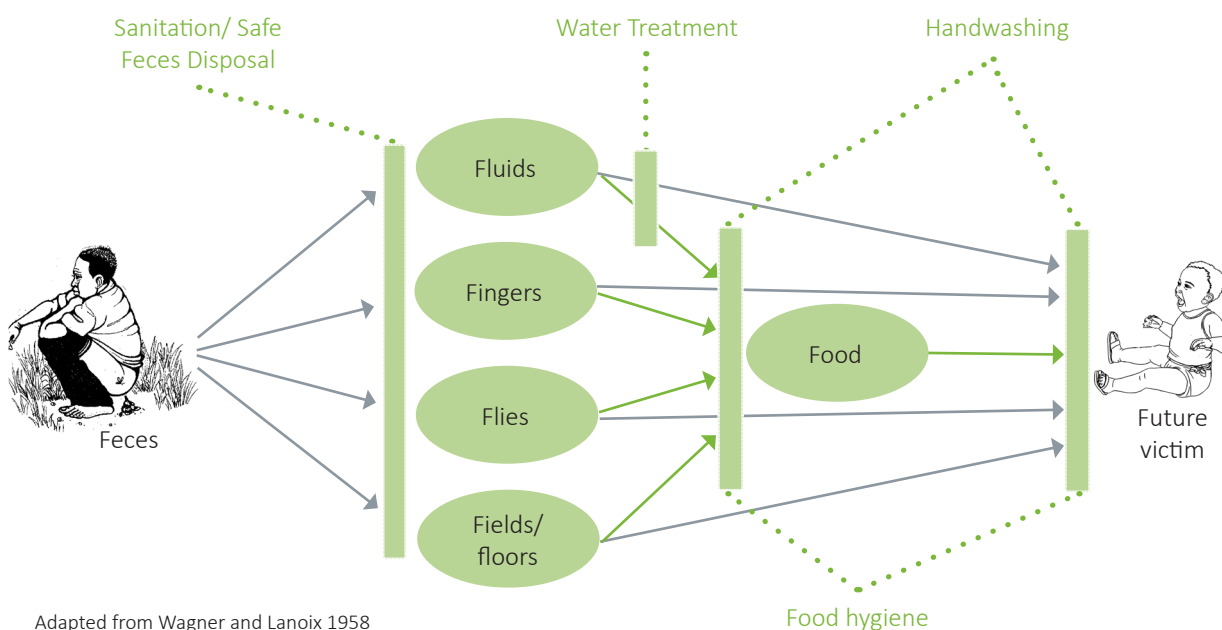 Sanitation/ Safe
Feces Disposal
Water Treatment
Handwashing
Fluids
Fingers
Flies
Fields/
floors
Food
Feces
Future
victim
Food hygiene
Adapted from Wagner and Lanoix 1958